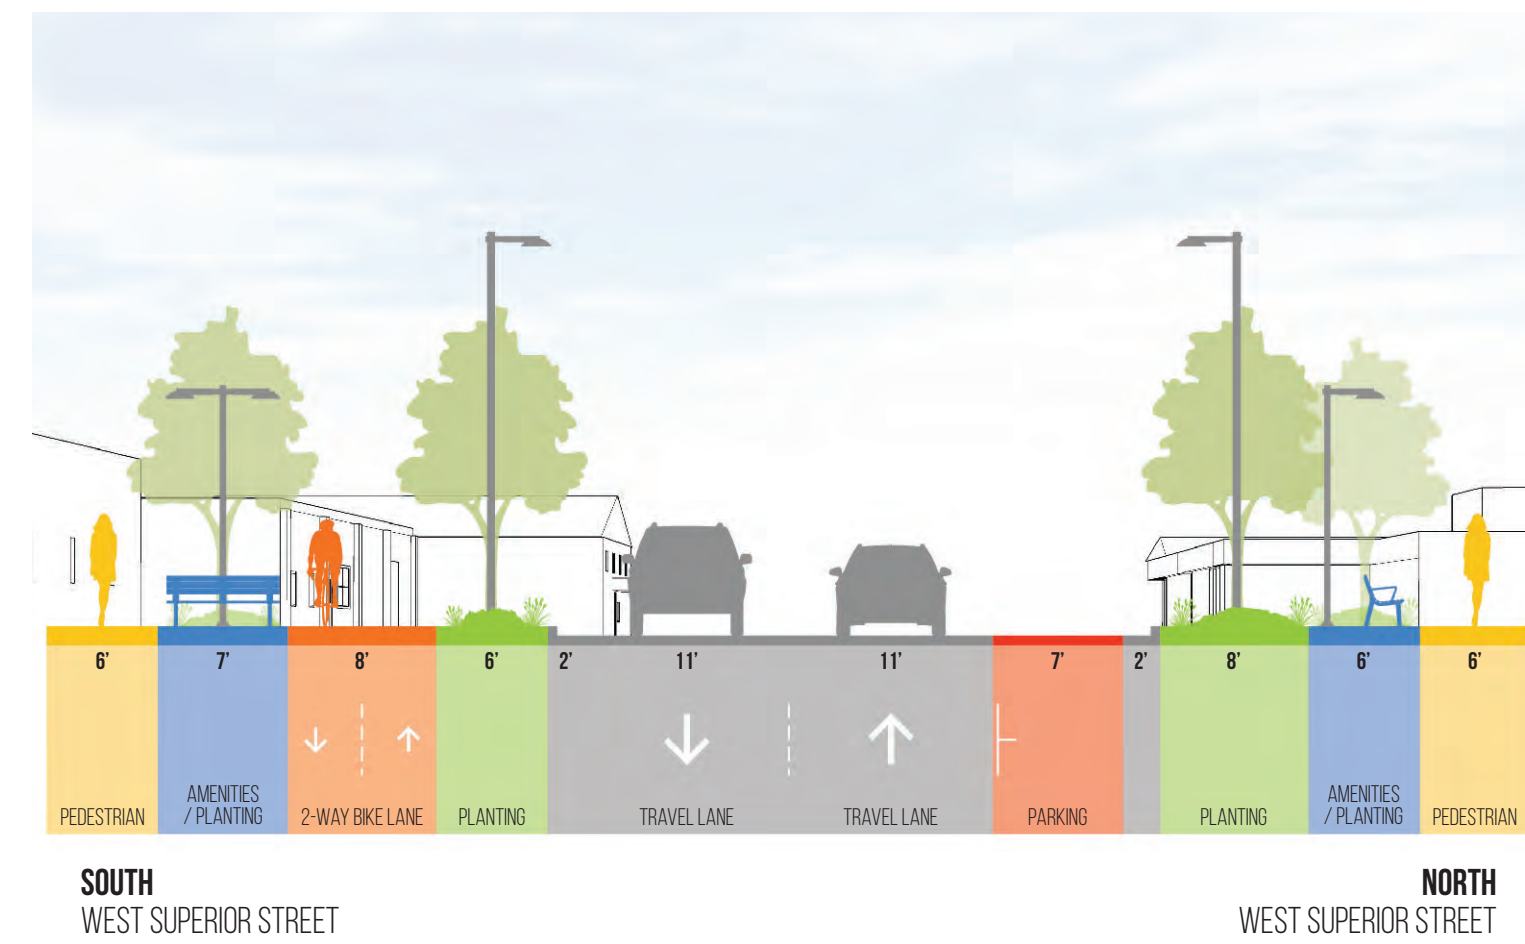 6’ 7’ 8’ 6’ 2’ 11’ 11’ 7’ 2’ 8’ 6’ 6’
PEDESTRIAN
AMENITIES
/ PLANTING
2-WAY BIKE LANE
PLANTING
TRAVEL LANE
TRAVEL LANE
PARKING
PLANTING
AMENITIES
/ PLANTING
PEDESTRIAN
SOUTH
WEST SUPERIOR STREET
NORTH
WEST SUPERIOR STREET